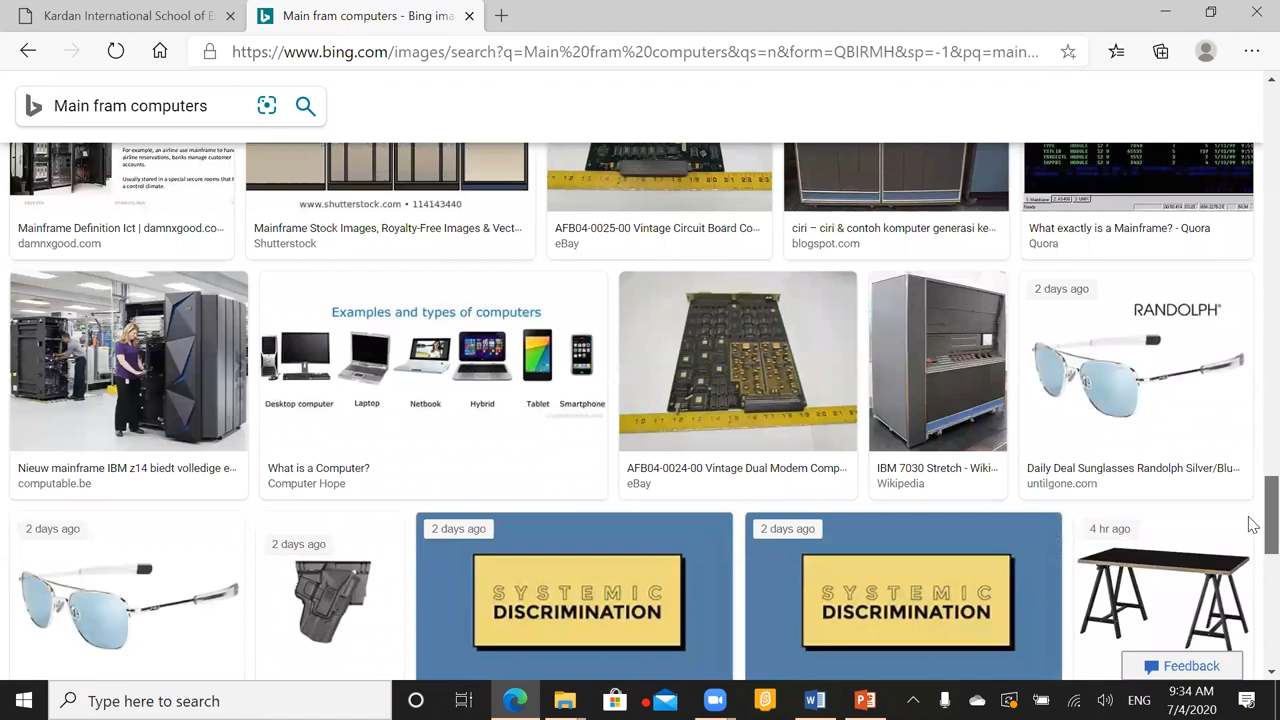 Kardan International School of E
Main fram computers - Bing ima
https://www.bing.com/images/search?q=Main%20fram%20computers&qs=n&form=QBIRMH&sp=-1&pq=main...
Main fram computers
For example, an airline use mainframe to han
airline reservations, banks manage customer
accounts.
Usually stored in a special secure rooms that
a control climate.
www.shutterstock.com • 114143440
Mainframe Definition Ict | damnxgood.co...
damnxgood.com
Mainframe Stock Images, Royalty-Free Images & Vect...
Shutterstock
AFB04-0025-00 Vintage Circuit Board Co...
eBay
ciri – ciri & contoh komputer generasi ke...
blogspot.com
What exactly is a Mainframe? - Quora
Quora
Examples and types of computers
Desktop computer
Laptop
Netbook
Hybrid
Tablet
Smartphone
2 days ago
RANDOLPH
Nieuw mainframe IBM z14 biedt volledige e...
computable.be
What is a Computer?
Computer Hope
AFB04-0024-00 Vintage Dual Modem Comp...
eBay
IBM 7030 Stretch - Wiki...
Wikipedia
Daily Deal Sunglasses Randolph Silver/Blu...
untilgone.com
2 days ago
2 days ago
2 days ago
SYSTEMIC
DISCRIMINATION
2 days ago
SYSTEMIC
DISCRIMINATION
4 hr ago
Feedback
Type here to search
ENG
9:34 AM
7/4/2020